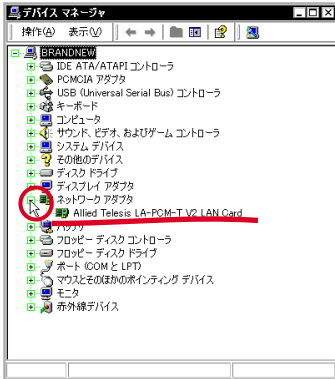 デバイス マネージャ
操作(A) 表示(V)
BRANDNEW
IDE ATA/ATAPI コントローラ
PCMCIA アダプタ
USB (Universal Serial Bus) コントローラ
キーボード
コンピュータ
サウンド、ビデオ、およびゲーム コントローラ
システム デバイス
その他のデバイス
ディスク ドライブ
ディスプレイ アダプタ
ネットワーク アダプタ
Allied Telesis LA-PCM-T V2 LAN Card
バッテリ
フロッピー ディスク コントローラ
フロッピー ディスク ドライブ
ポート (COM と LPT)
マウスとそのほかのポインティング デバイス
モニタ
赤外線デバイス